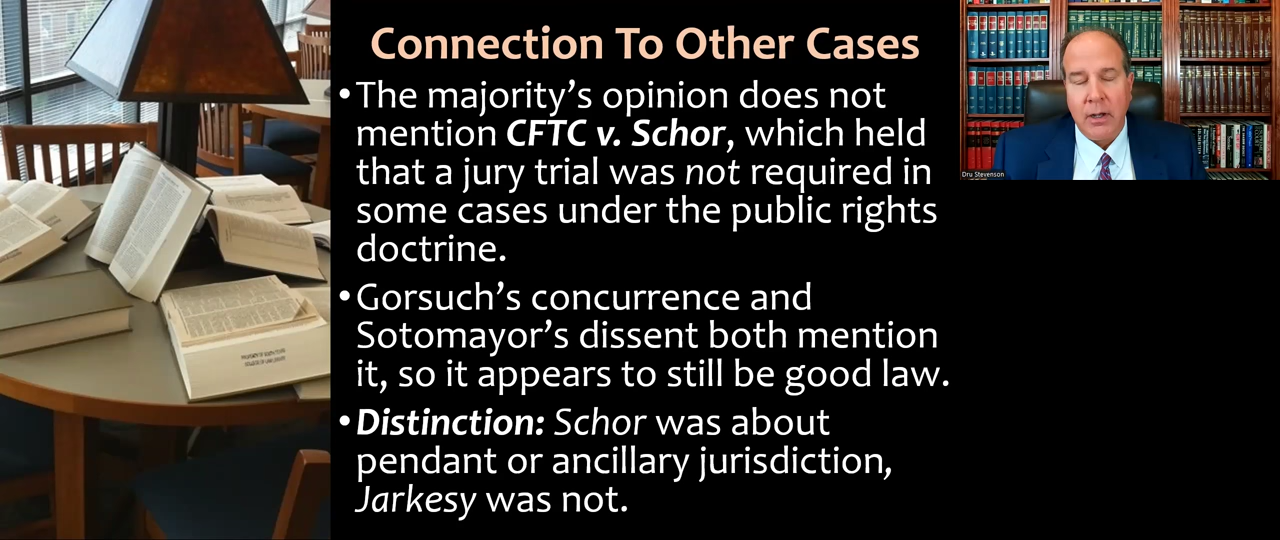 Connection To Other Cases
•The majority’s opinion does not
mention CFTC v. Schor, which held
that a jury trial was not required in
some cases under the public rights
doctrine.
•Gorsuch’s concurrence and
Sotomayor’s dissent both mention
it, so it appears to still be good law.
•Distinction: Schor was about
pendant or ancillary jurisdiction,
Jarkesy was not.
Dru Stevenson